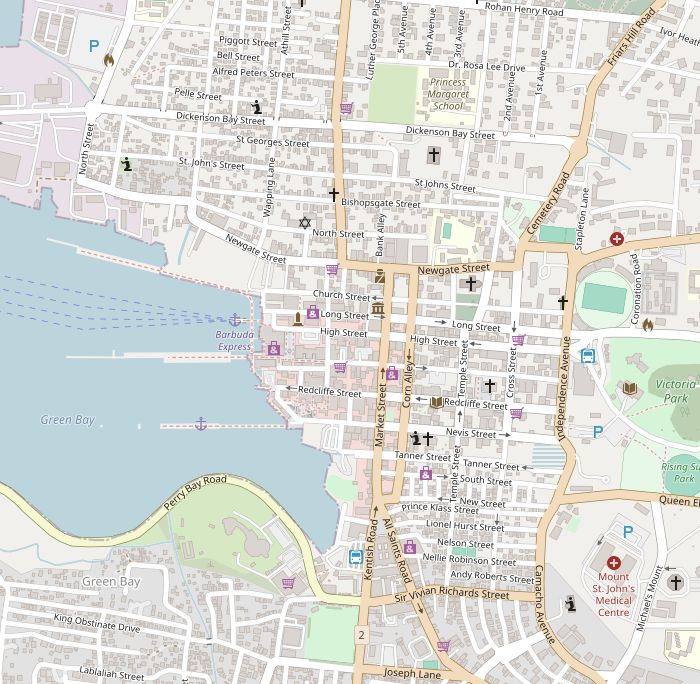 Rohan Henry Road
Friars Hill Road
Ivor Heath
Athill Street
Luther George Plac
5th Avenue
4th Avenue
3rd Avenue
Piggott Street
Bell Street
Dr. Rosa Lee Drive
Alfred Peters Street
Princess
Margaret
School
2nd Avenue
1st Avenue
Pelle Street
Dickenson Bay Street
Dickenson Bay Street
North Street
St Georges Street
St. John's Street
St Johns Street
Wapping Lane
Bishopsgate Street
Cemetery Road
Stapleton Lane
Bank Alley
North Street
Newgate Street
Newgate Street
Coronation Road
Church Street
Long Street
Long Street
High Street
High Street
Barbuda
Express
Corn Alley
Temple Street
Cross Street
Independence Avenue
Victoria
Park
Redcliffe Street
Redcliffe Street
Market Street
Green Bay
Nevis Street
Tanner Street
Tanner Street
Rising Su
Park
Perry Bay Road
South Street
Temple Street
New Street
Queen El
Prince Klass Street
Lionel Hurst Street
Kentish Road
All Saints Road
Nelson Street
Nellie Robinson Street
Andy Roberts Street
Green Bay
Sir Vivian Richards Street
Camacho Avenue
Mount
St. John's
Medical
Centre
Michael's Mount
King Obstinate Drive
2
Lablahah Street
Joseph Lane
P
P
P